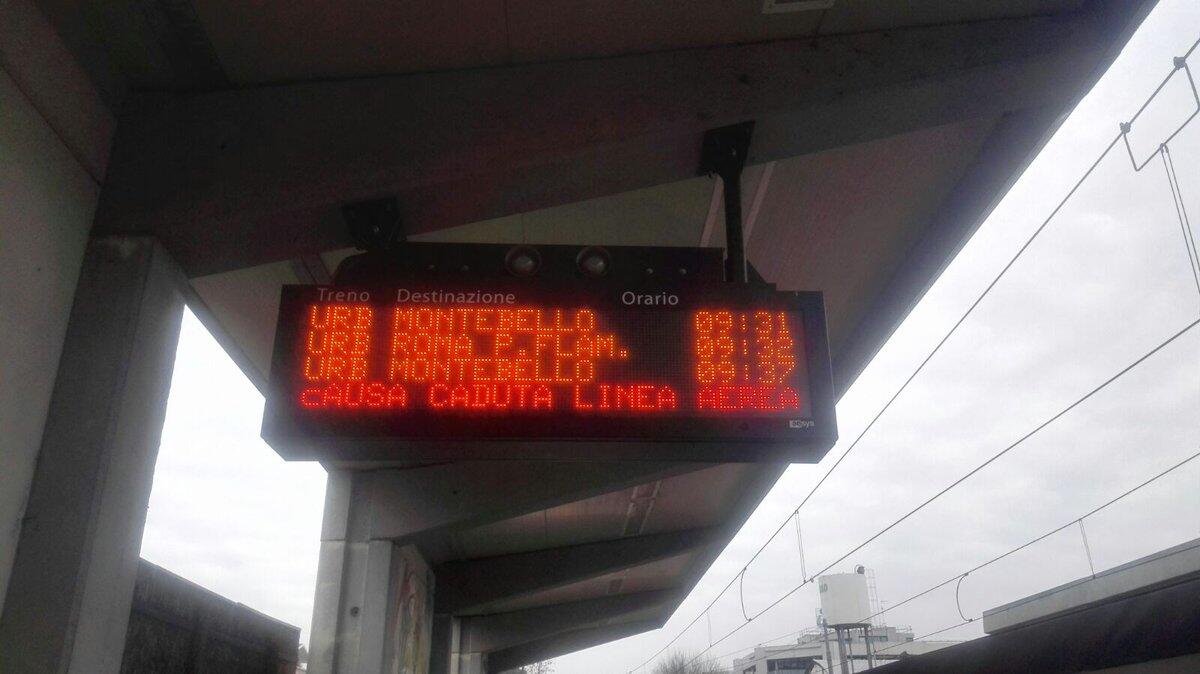 Treno Destinazione Orario
URB MONTEBELLO 09:31
URB ROMA P.FLAM. 09:36
URB MONTEBELLO 09:37
CAUSA CADUTA LINEA AEREA